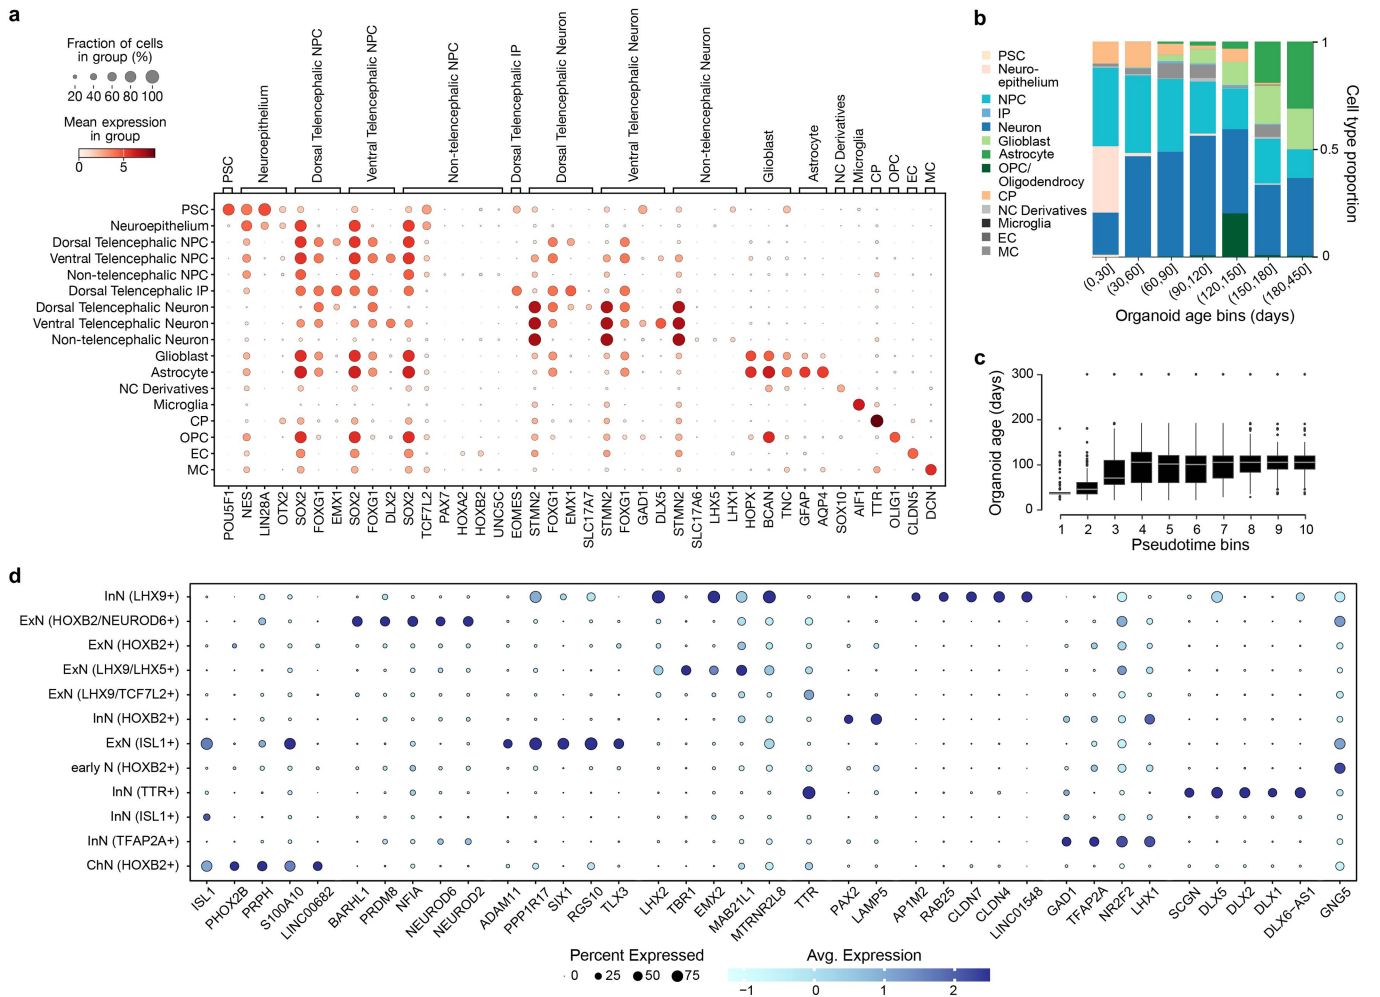 a
Fraction of cells
in group (%)
20 40 60 80 100
Mean expression
in group
0 5
PSC
Neuroepithelium
Dorsal Telencephalic NPC
Ventral Telencephalic NPC
Non-telencephalic NPC
Dorsal Telencephalic IP
Dorsal Telencephalic Neuron
Ventral Telencephalic Neuron
Non-telencephalic Neuron
Glioblast
Astrocyte
NC Derivatives
Microglia
CP
OPC
EC
MC
PSC
Neuroepithelium
Dorsal Telencephalic NPC
Ventral Telencephalic NPC
Non-telencephalic NPC
Dorsal Telencephalic IP
Dorsal Telencephalic Neuron
Ventral Telencephalic Neuron
Non-telencephalic Neuron
Glioblast
Astrocyte
NC Derivatives
Microglia
CP
OPC
EC
MC
POU5F1
NES
LIN28A
OTX2
SOX2
FOXG1
EMX1
SOX2
FOXG1
DLX2
SOX2
TCF7L2
PAX7
HOXA2
HOXB2
UNC5C
EOMES
STMN2
FOXG1
EMX1
SLC17A7
STMN2
FOXG1
GAD1
DLX5
STMN2
SLC17A6
LHX5
LHX1
HOPX
BCAN
TNC
GFAP
AQP4
SOX10
AIF1
TTR
OLIG1
CLDN5
DCN
b
PSC
Neuro-
epithelium
NPC
IP
Neuron
Glioblast
Astrocyte
OPC/
Oligodendrocy
CP
NC Derivatives
Microglia
EC
MC
1
0.5
0
Cell type proportion
(0,30]
(30,60]
(60,90]
(90,120]
(120,150]
(150,180]
(180,450]
Organoid age bins (days)
c
Organoid age (days)
300
200
100
0
1 2 3 4 5 6 7 8 9 10
Pseudotime bins
d
InN (LHX9+)
ExN (HOXB2/NEUROD6+)
ExN (HOXB2+)
ExN (LHX9/LHX5+)
ExN (LHX9/TCF7L2+)
InN (HOXB2+)
ExN (ISL1+)
early N (HOXB2+)
InN (TTR+)
InN (ISL1+)
InN (TFAP2A+)
ChN (HOXB2+)
ISL1
PHOX2B
PRPH
S100A10
LINC00682
BARHL1
PRDM8
NFIA
NEUROD6
NEUROD2
ADAM11
PPP1R17
SIX1
RGS10
TLX3
LHX2
TBR1
EMX2
MAB21L1
MTRNR2L8
TTR
PAX2
LAMP5
AP1M2
RAB25
CLDN7
CLDN4
LINC01548
GAD1
TFAP2A
NR2F2
LHX1
SCGN
DLX5
DLX2
DLX1
DLX6-AS1
GNG5
Percent Expressed
0 25 50 75
Avg. Expression
−1 0 1 2